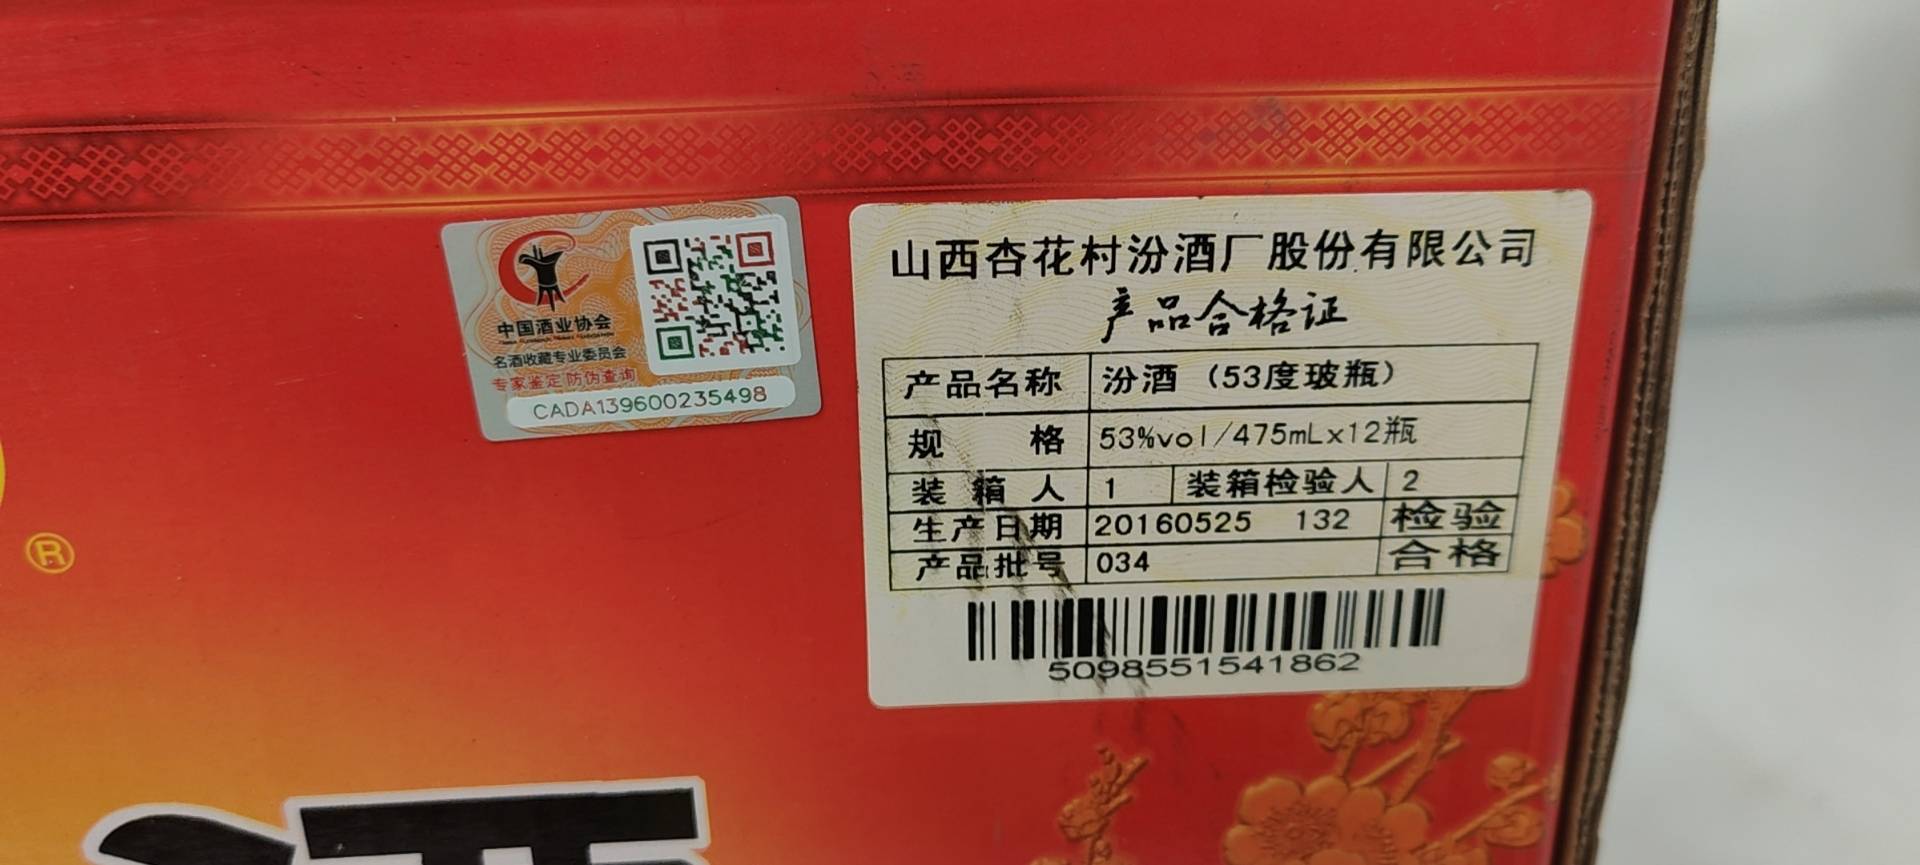 中国酒业协会
名酒收藏专业委员会
专家鉴定 防伪查询
CADA139600235498
山西杏花村汾酒厂股份有限公司
产品合格证
产品名称 汾酒（53度玻瓶）
规 格 53%vol/475mLx12瓶
装箱人 1 装箱检验人 2
生产日期 20160525 132 检验
产品批号 034 合格
5098551541862
®